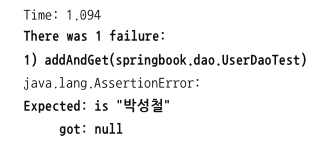 Time: 1.094
There was 1 failure:
1) addAndGet(springbook.dao.UserDaoTest)
java.lang.AssertionError:
Expected: is "박성철"
got: null